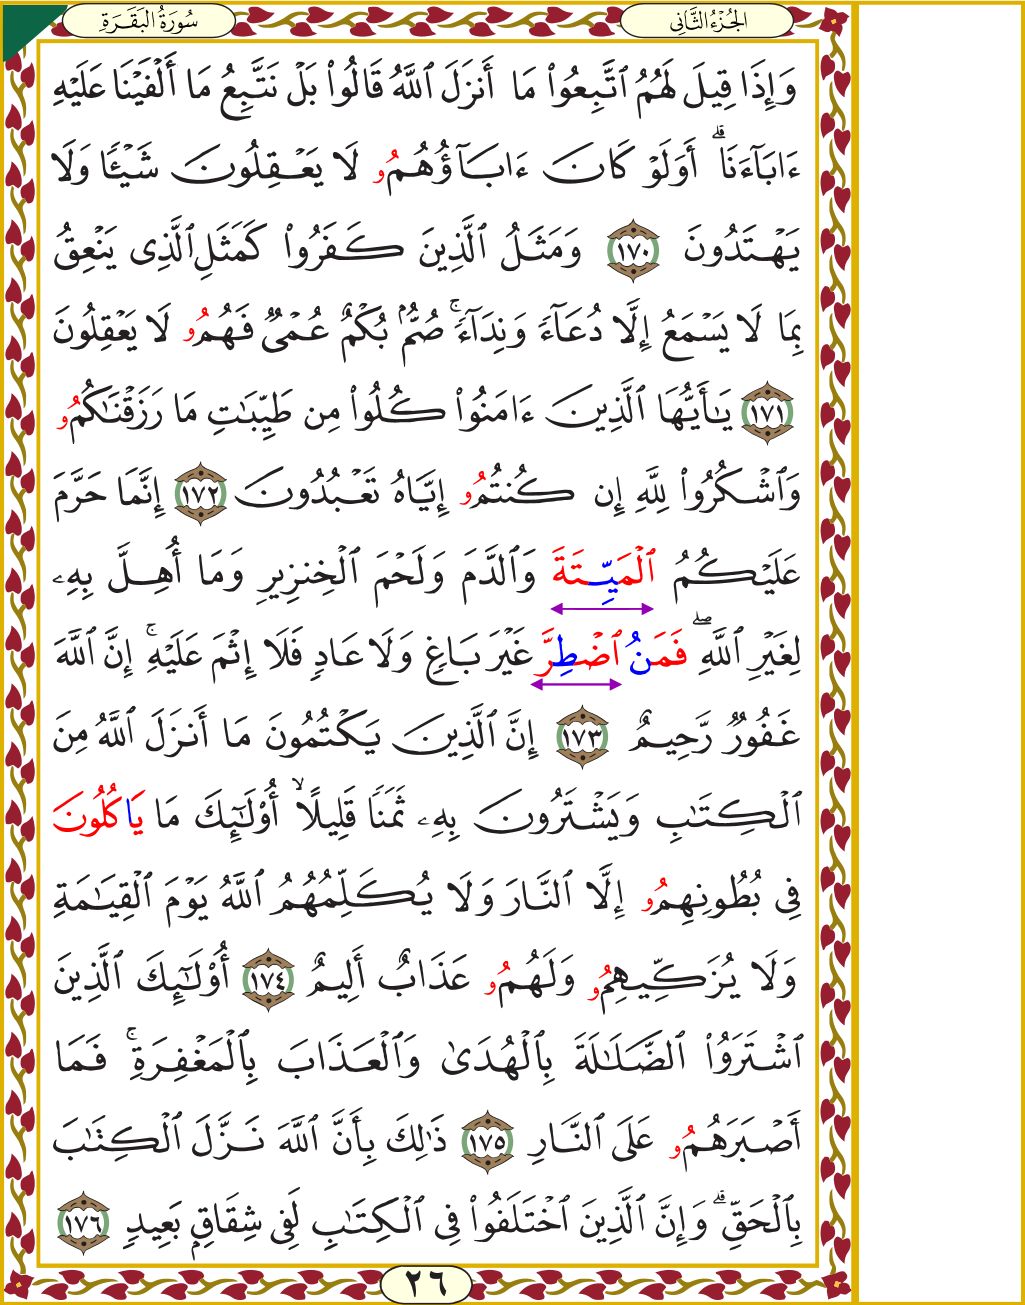 الجُزْءُ الثَّانِى
سُورَةُ البَقَرَةِ
وَإِذَا قِيلَ لَهُمُ ٱتَّبِعُواْ مَا أَنزَلَ ٱللَّهُ قَالُواْ بَلْ نَتَّبِعُ مَا أَلْفَيْنَا عَلَيْهِ
ءَابَآءَنَا ۗ أَوَلَوْ كَانَ ءَابَآؤُهُمُو لَا يَعْقِلُونَ شَيْـًٔا وَلَا
يَهْتَدُونَ ١٧٠ وَمَثَلُ ٱلَّذِينَ كَفَرُواْ كَمَثَلِ ٱلَّذِى يَنْعِقُ
بِمَا لَا يَسْمَعُ إِلَّا دُعَآءً وَنِدَآءً ۚ صُمُّۢ بُكْمٌ عُمْىٌ فَهُمُو لَا يَعْقِلُونَ
١٧١ يَٰأَيُّهَا ٱلَّذِينَ ءَامَنُواْ كُلُواْ مِن طَيِّبَٰتِ مَا رَزَقْنَٰكُمُو
وَٱشْكُرُواْ لِلَّهِ إِن كُنتُمُو إِيَّاهُ تَعْبُدُونَ ١٧٢ إِنَّمَا حَرَّمَ
عَلَيْكُمُ ٱلْمَيِّتَةَ وَٱلدَّمَ وَلَحْمَ ٱلْخِنزِيرِ وَمَا أُهِلَّ بِهِۦ
لِغَيْرِ ٱللَّهِ ۖ فَمَنُ ٱضْطِرَّ غَيْرَ بَاغٍ وَلَا عَادٍ فَلَا إِثْمَ عَلَيْهِ ۚ إِنَّ ٱللَّهَ
غَفُورٌ رَّحِيمٌ ١٧٣ إِنَّ ٱلَّذِينَ يَكْتُمُونَ مَا أَنزَلَ ٱللَّهُ مِنَ
ٱلْكِتَٰبِ وَيَشْتَرُونَ بِهِۦ ثَمَنًا قَلِيلًا ۙ أُوْلَٰٓئِكَ مَا يَاكُلُونَ
فِى بُطُونِهِمُو إِلَّا ٱلنَّارَ وَلَا يُكَلِّمُهُمُ ٱللَّهُ يَوْمَ ٱلْقِيَٰمَةِ
وَلَا يُزَكِّيهِمُو وَلَهُمُو عَذَابٌ أَلِيمٌ ١٧٤ أُوْلَٰٓئِكَ ٱلَّذِينَ
ٱشْتَرَوُاْ ٱلضَّلَٰلَةَ بِٱلْهُدَىٰ وَٱلْعَذَابَ بِٱلْمَغْفِرَةِ ۚ فَمَا
أَصْبَرَهُمُو عَلَى ٱلنَّارِ ١٧٥ ذَٰلِكَ بِأَنَّ ٱللَّهَ نَزَّلَ ٱلْكِتَٰبَ
بِٱلْحَقِّ ۗ وَإِنَّ ٱلَّذِينَ ٱخْتَلَفُواْ فِى ٱلْكِتَٰبِ لَفِى شِقَاقٍۭ بَعِيدٍ ١٧٦
٢٦